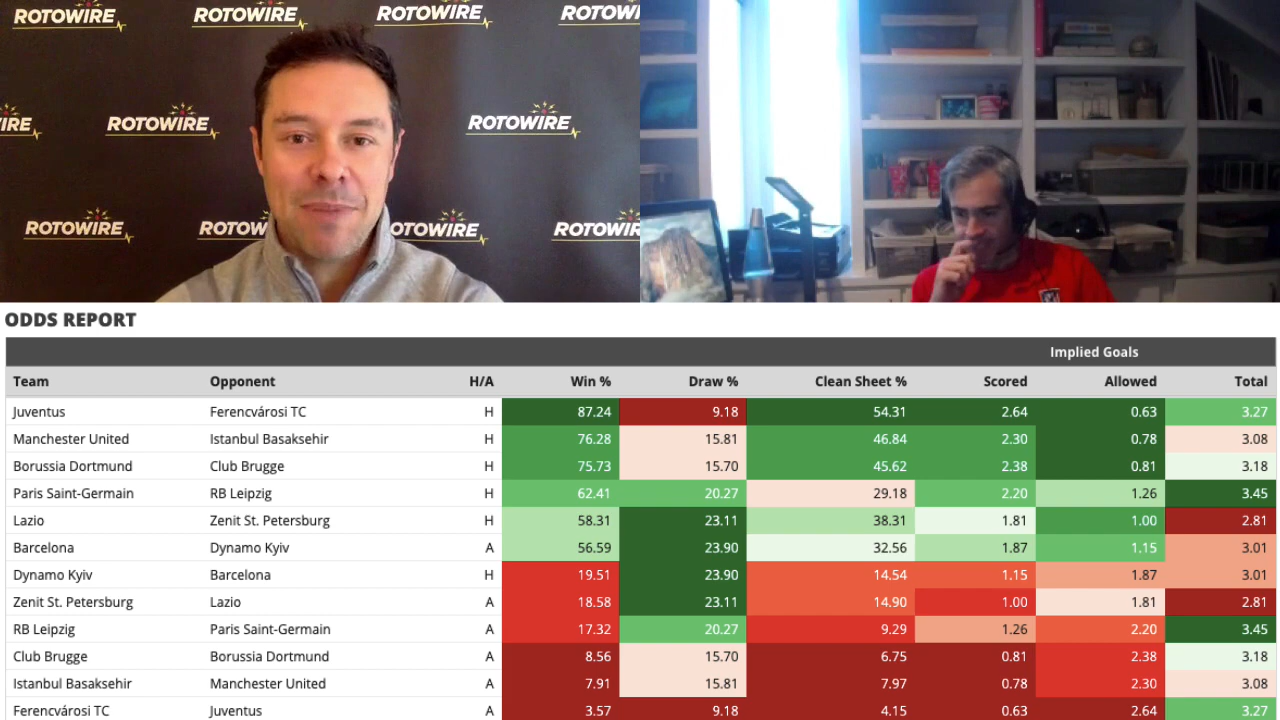 ROTOWIRE ROTOWIRE ROTOWIRE ROTOWIRE
IRE ROTOWIRE ROTOWIRE
ROTOWIRE ROTOW ROTOWIRE ROTOWIR
ODDS REPORT
Implied Goals
Team Opponent H/A Win % Draw % Clean Sheet % Scored Allowed Total
Juventus Ferencvárosi TC H 87.24 9.18 54.31 2.64 0.63 3.27
Manchester United Istanbul Basaksehir H 76.28 15.81 46.84 2.30 0.78 3.08
Borussia Dortmund Club Brugge H 75.73 15.70 45.62 2.38 0.81 3.18
Paris Saint-Germain RB Leipzig H 62.41 20.27 29.18 2.20 1.26 3.45
Lazio Zenit St. Petersburg H 58.31 23.11 38.31 1.81 1.00 2.81
Barcelona Dynamo Kyiv A 56.59 23.90 32.56 1.87 1.15 3.01
Dynamo Kyiv Barcelona H 19.51 23.90 14.54 1.15 1.87 3.01
Zenit St. Petersburg Lazio A 18.58 23.11 14.90 1.00 1.81 2.81
RB Leipzig Paris Saint-Germain A 17.32 20.27 9.29 1.26 2.20 3.45
Club Brugge Borussia Dortmund A 8.56 15.70 6.75 0.81 2.38 3.18
Istanbul Basaksehir Manchester United A 7.91 15.81 7.97 0.78 2.30 3.08
Ferencvárosi TC Juventus A 3.57 9.18 4.15 0.63 2.64 3.27